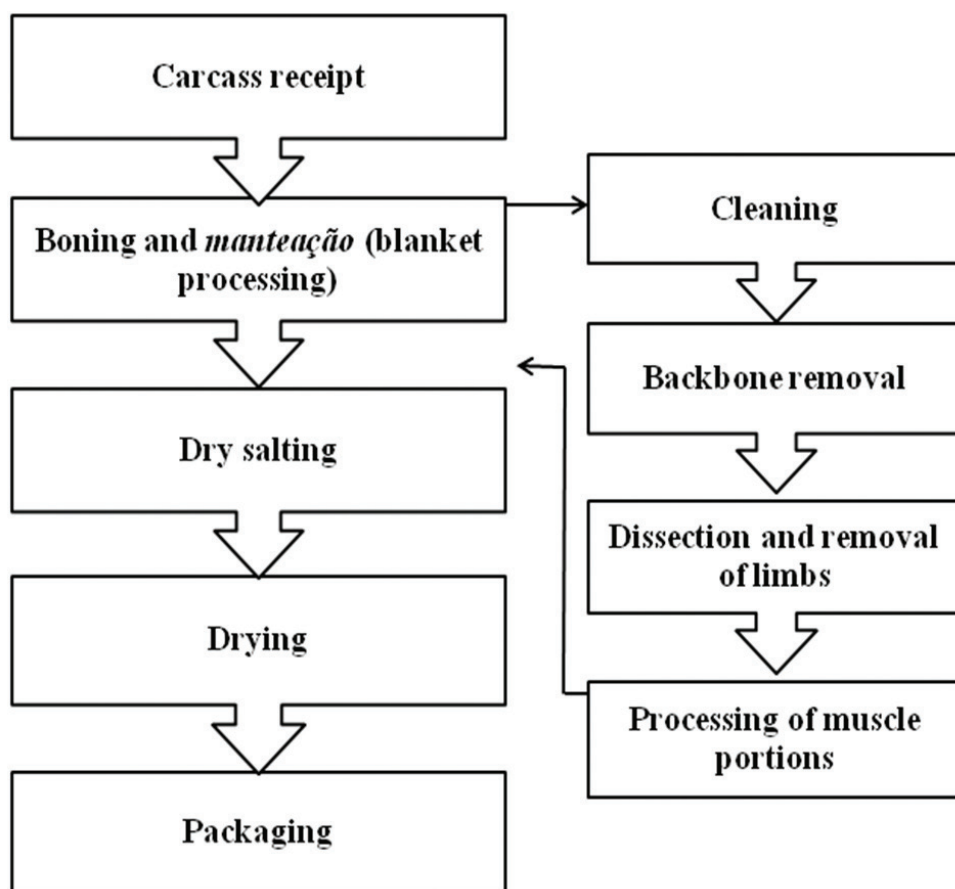 Carcass receipt
Boning and manteação (blanket
processing)
Dry salting
Drying
Packaging
Cleaning
Backbone removal
Dissection and removal
of limbs
Processing of muscle
portions